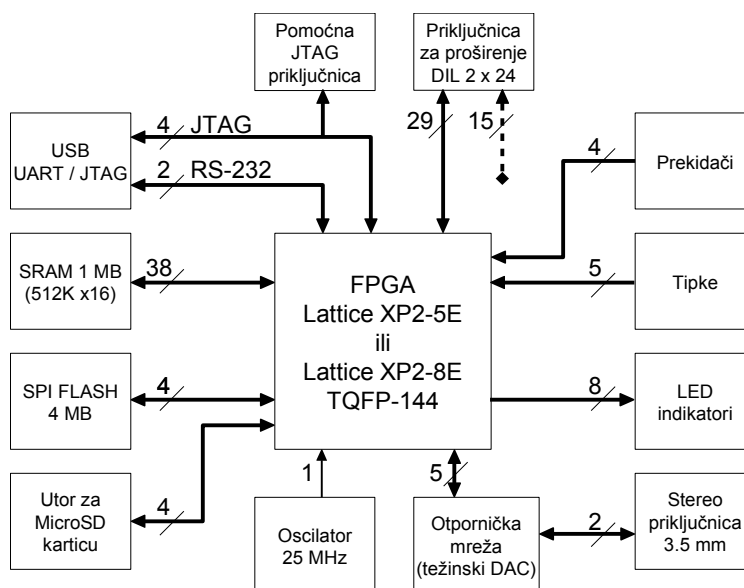 Pomoćna
JTAG
priključnica
Priključnica
za proširenje
DIL 2 x 24
USB
UART / JTAG
4
JTAG
2
RS-232
29
15
4
Prekidači
SRAM 1 MB
(512K x16)
38
FPGA
Lattice XP2-5E
ili
Lattice XP2-8E
TQFP-144
5
Tipke
SPI FLASH
4 MB
4
8
LED
indikatori
Utor za
MicroSD
karticu
4
1
Oscilator
25 MHz
5
Otpornička
mreža
(težinski DAC)
2
Stereo
priključnica
3.5 mm